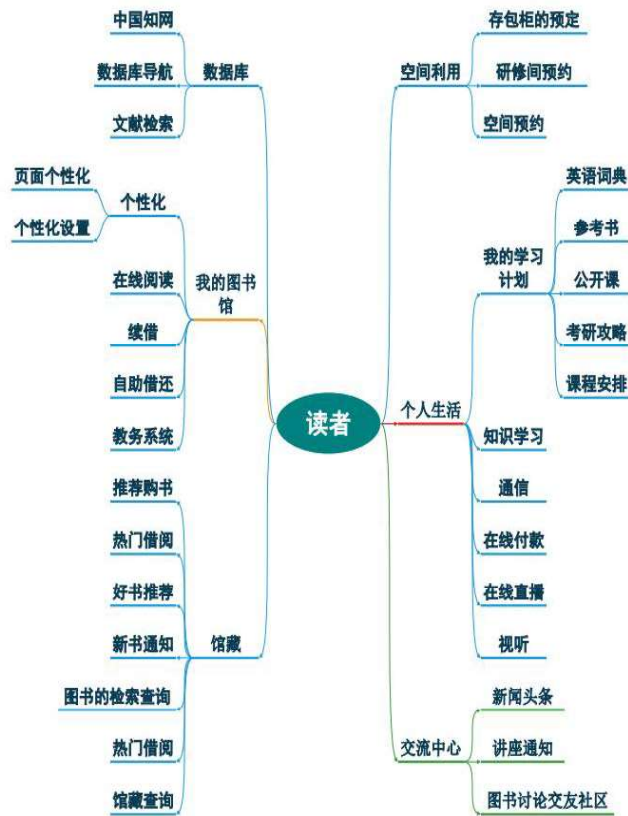 中国知网
数据库导航
文献检索
数据库
页面个性化
个性化设置
个性化
在线阅读
续借
自助借还
教务系统
我的图书
馆
推荐购书
热门借阅
好书推荐
新书通知
图书的检索查询
热门借阅
馆藏查询
馆藏
读者
空间利用
存包柜的预定
研修间预约
空间预约
个人生活
我的学习
计划
英语词典
参考书
公开课
考研攻略
课程安排
知识学习
通信
在线付款
在线直播
视听
交流中心
新闻头条
讲座通知
图书讨论交友社区